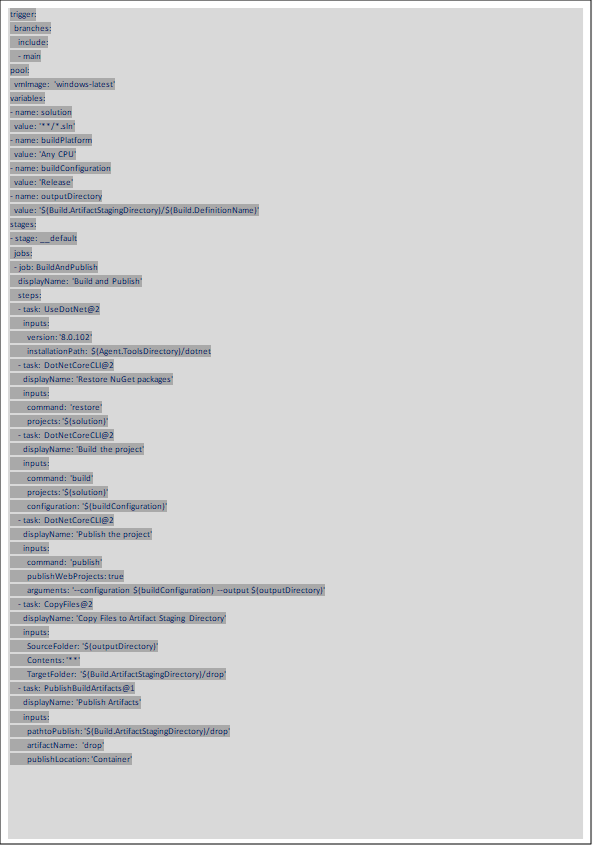 trigger:
branches:
include:
- main
pool:
vmImage: 'windows-latest'
variables:
- name: solution
value: '**/*.sln'
- name: buildPlatform
value: 'Any CPU'
- name: buildConfiguration
value: 'Release'
- name: outputDirectory
value: '$(Build.ArtifactStagingDirectory)/$(Build.DefinitionName)'
stages:
- stage: __default
jobs:
- job: BuildAndPublish
displayName: 'Build and Publish'
steps:
- task: UseDotNet@2
inputs:
version: '8.0.102'
installationPath: $(Agent.ToolsDirectory)/dotnet
- task: DotNetCoreCLI@2
displayName: 'Restore NuGet packages'
inputs:
command: 'restore'
projects: '$(solution)'
- task: DotNetCoreCLI@2
displayName: 'Build the project'
inputs:
command: 'build'
projects: '$(solution)'
configuration: '$(buildConfiguration)'
- task: DotNetCoreCLI@2
displayName: 'Publish the project'
inputs:
command: 'publish'
publishWebProjects: true
arguments: '--configuration $(buildConfiguration) --output $(outputDirectory)'
- task: CopyFiles@2
displayName: 'Copy Files to Artifact Staging Directory'
inputs:
SourceFolder: '$(outputDirectory)'
Contents: '**'
TargetFolder: '$(Build.ArtifactStagingDirectory)/drop'
- task: PublishBuildArtifacts@1
displayName: 'Publish Artifacts'
inputs:
pathtoPublish: '$(Build.ArtifactStagingDirectory)/drop'
artifactName: 'drop'
publishLocation: 'Container'